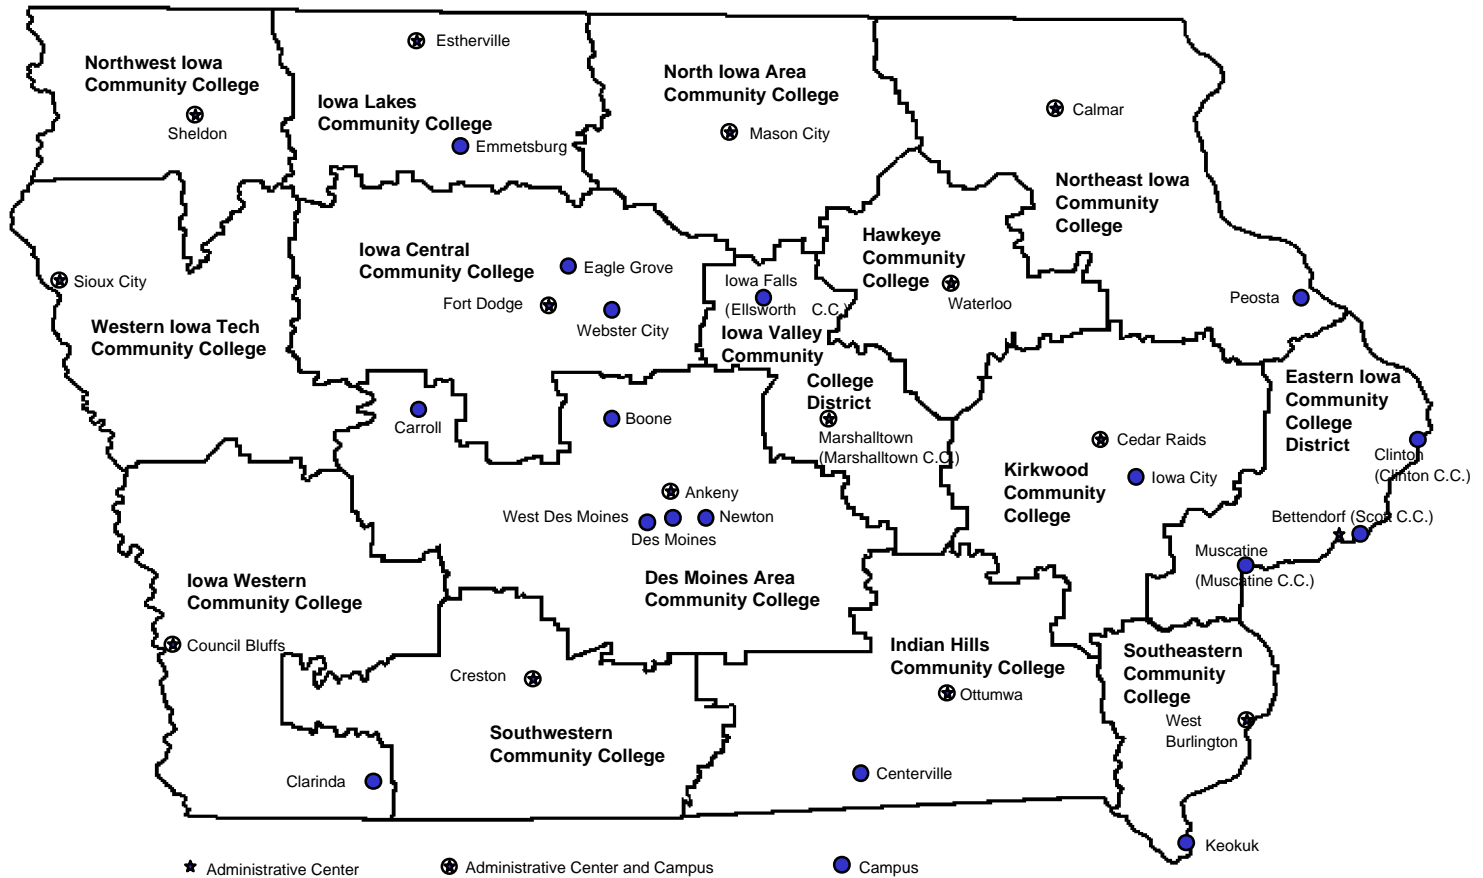 Estherville
Northwest Iowa
Community College
Sheldon
Iowa Lakes
Community College
Emmetsburg
North Iowa Area
Community College
Mason City
Calmar
Northeast Iowa
Community
College
Peosta
Sioux City
Western Iowa Tech
Community College
Iowa Central
Community College
Eagle Grove
Fort Dodge
Webster City
Iowa Falls
(Ellsworth C.C.)
Iowa Valley
Community
College
District
Marshalltown
(Marshalltown C.C.)
Hawkeye
Community
College
Waterloo
Eastern Iowa
Community
College
District
Clinton
(Clinton C.C.)
Bettendorf (Scott C.C.)
Muscatine
(Muscatine C.C.)
Cedar Raids
Iowa City
Kirkwood
Community
College
Carroll
Boone
Ankeny
West Des Moines
Newton
Des Moines
Des Moines Area
Community College
Iowa Western
Community College
Council Bluffs
Clarinda
Creston
Southwestern
Community College
Indian Hills
Community College
Ottumwa
Centerville
Southeastern
Community
College
West
Burlington
Keokuk
Administrative Center
Administrative Center and Campus
Campus